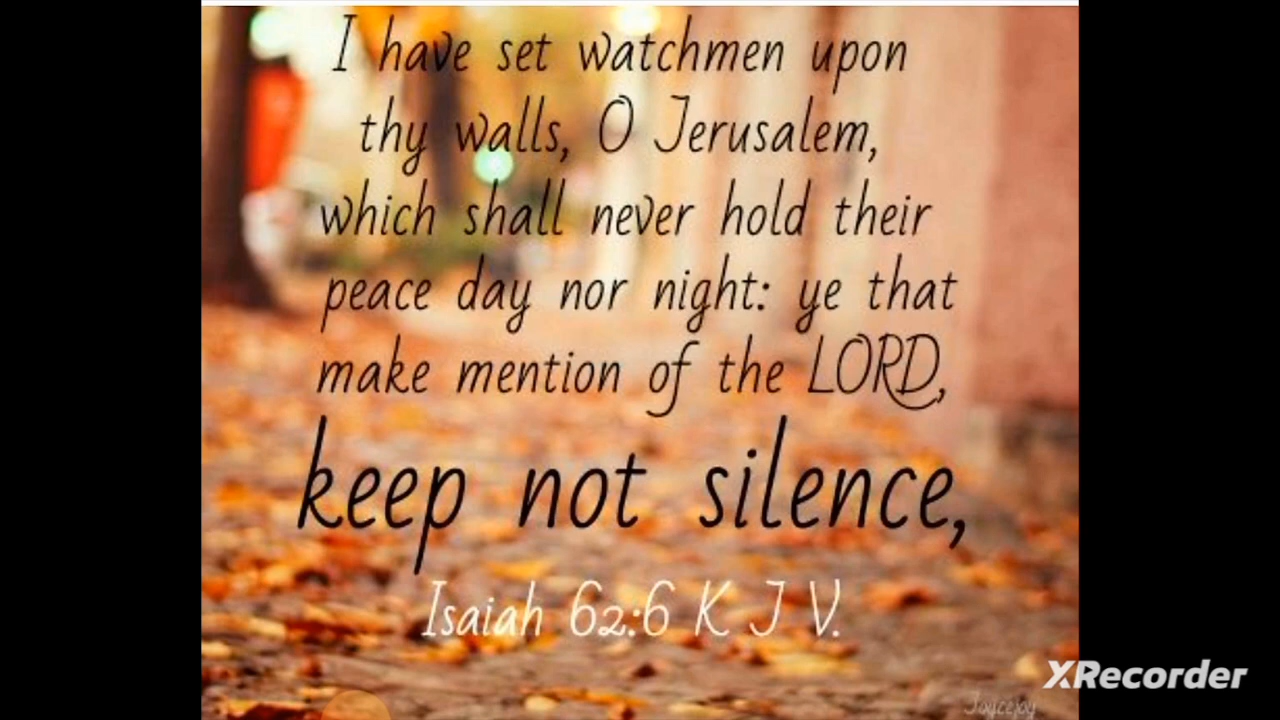 I have set watchmen upon
thy walls, O Jerusalem,
which shall never hold their
peace day nor night: ye that
make mention of the LORD,
keep not silence,
Isaiah 62:6 K J V.
XRecorder
Joycejoy